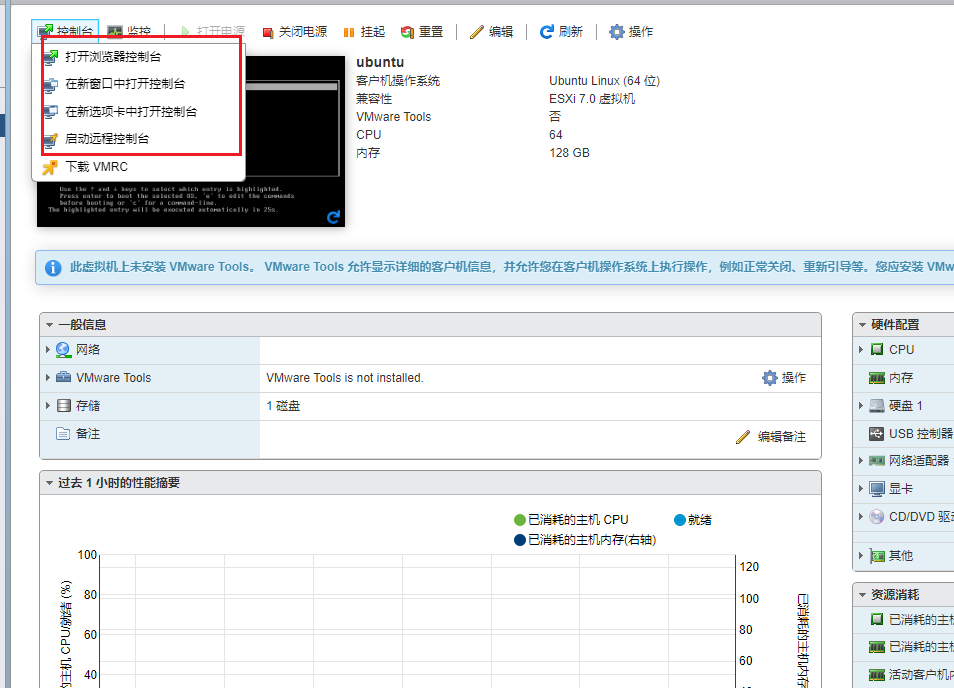 控制台 监控 打开电源 关闭电源 挂起 重置 编辑 刷新 操作
打开浏览器控制台
在新窗口中打开控制台
在新选项卡中打开控制台
启动远程控制台
下载 VMRC
Use the ↑ and ↓ keys to select which entry is highlighted.
Press enter to boot the selected OS, 'e' to edit the commands
before booting or 'c' for a command-line.
The highlighted entry will be executed automatically in 25s.
ubuntu
客户机操作系统 Ubuntu Linux (64 位)
兼容性 ESXi 7.0 虚拟机
VMware Tools 否
CPU 64
内存 128 GB
此虚拟机上未安装 VMware Tools。 VMware Tools 允许显示详细的客户机信息，并允许您在客户机操作系统上执行操作，例如正常关闭、重新引导等。您应安装 VMw
一般信息
网络
VMware Tools VMware Tools is not installed. 操作
存储 1 磁盘
备注 编辑备注
过去 1 小时的性能摘要
已消耗的主机 CPU 就绪
已消耗的主机内存(右轴)
100
80
60
40
的主机 CPU/就绪 (%)
120
100
80
60
已消耗的主机内存
硬件配置
CPU
内存
硬盘 1
USB 控制器
网络适配器
显卡
CD/DVD 驱动
其他
资源消耗
已消耗的主机
已消耗的主机
活动客户机内